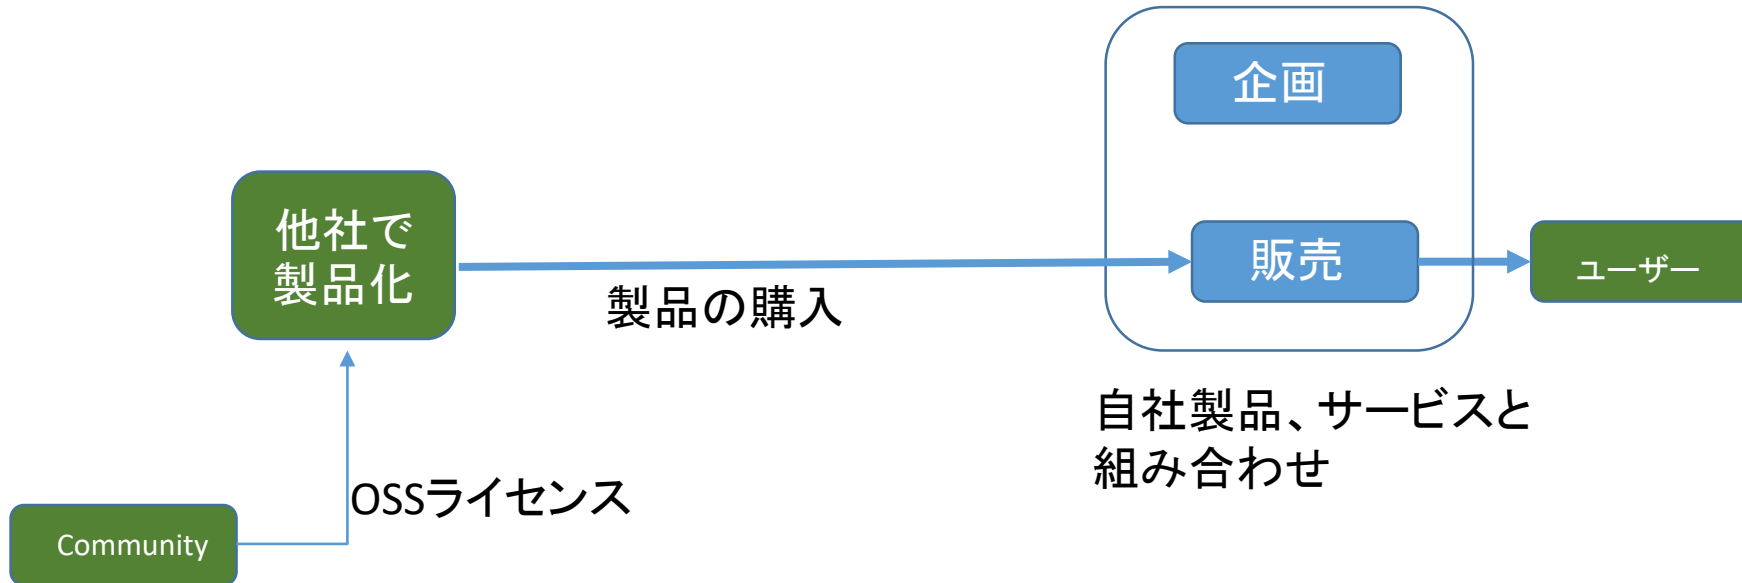 企画
他社で
製品化
販売
ユーザー
製品の購入
自社製品、サービスと
組み合わせ
OSSライセンス
Community